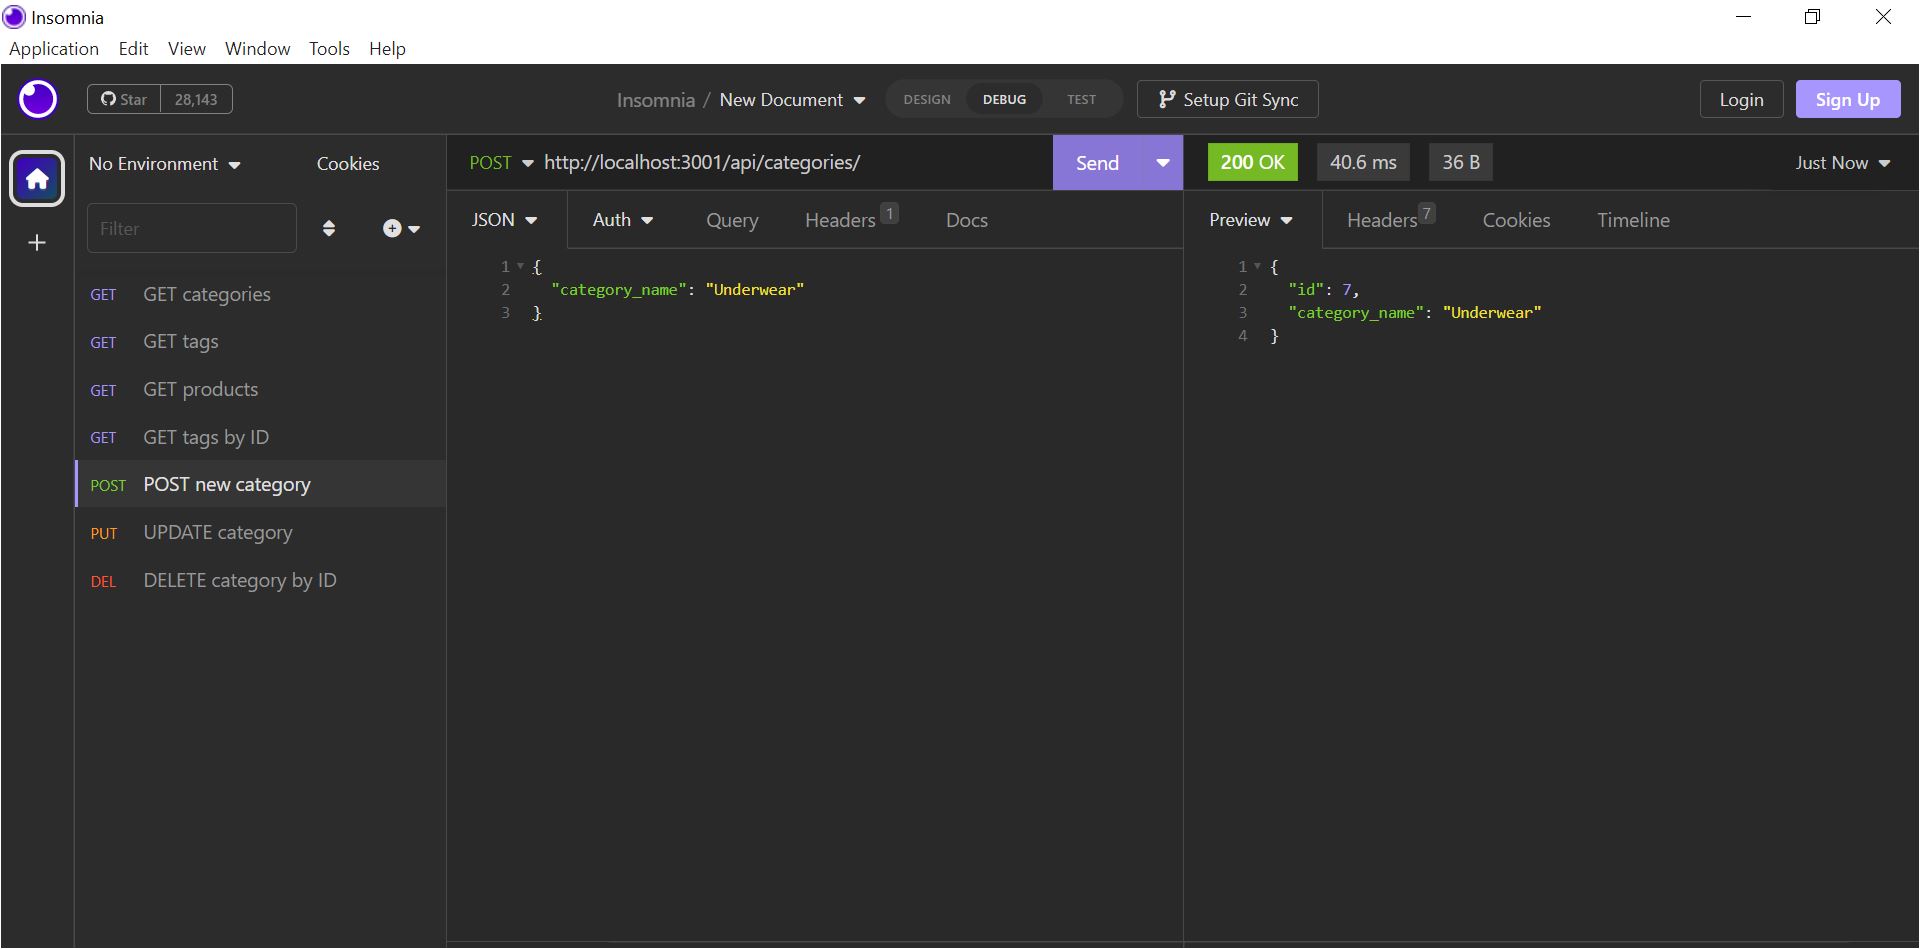 Insomnia
Application Edit View Window Tools Help
Star 28,143
Insomnia / New Document
DESIGN DEBUG TEST
Setup Git Sync
Login
Sign Up
No Environment Cookies
POST http://localhost:3001/api/categories/
Send
200 OK 40.6 ms 36 B
Just Now
Filter
JSON Auth Query Headers 1 Docs
Preview Headers 7 Cookies Timeline
GET GET categories
GET GET tags
GET GET products
GET GET tags by ID
POST POST new category
PUT UPDATE category
DEL DELETE category by ID
1 {
2 "category_name": "Underwear"
3 }
1 {
2 "id": 7,
3 "category_name": "Underwear"
4 }